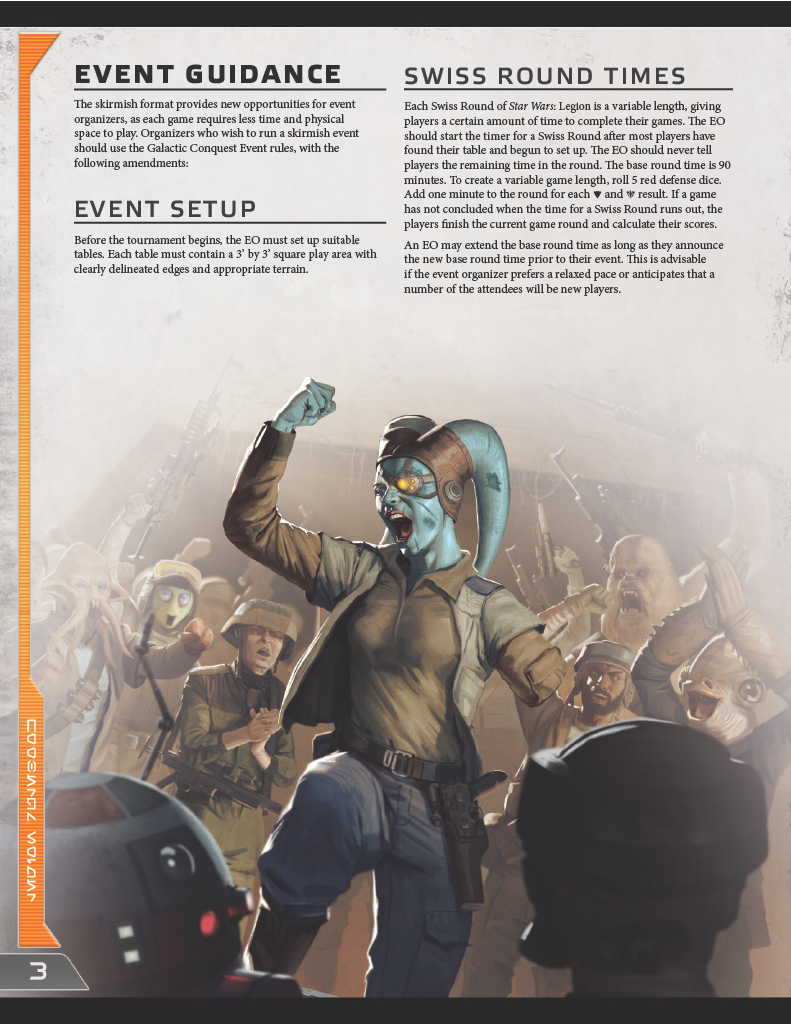 EVENT GUIDANCE
The skirmish format provides new opportunities for event
organizers, as each game requires less time and physical
space to play. Organizers who wish to run a skirmish event
should use the Galactic Conquest Event rules, with the
following amendments:
EVENT SETUP
Before the tournament begins, the EO must set up suitable
tables. Each table must contain a 3' by 3' square play area with
clearly delineated edges and appropriate terrain.
SWISS ROUND TIMES
Each Swiss Round of Star Wars: Legion is a variable length, giving
players a certain amount of time to complete their games. The EO
should start the timer for a Swiss Round after most players have
found their table and begun to set up. The EO should never tell
players the remaining time in the round. The base round time is 90
minutes. To create a variable game length, roll 5 red defense dice.
Add one minute to the round for each and result. If a game
has not concluded when the time for a Swiss Round runs out, the
players finish the current game round and calculate their scores.
An EO may extend the base round time as long as they announce
the new base round time prior to their event. This is advisable
if the event organizer prefers a relaxed pace or anticipates that a
number of the attendees will be new players.
3